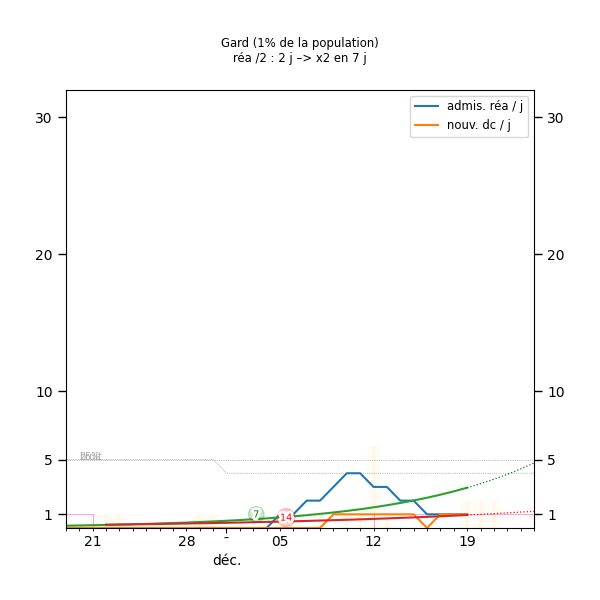 Gard (1% de la population)
réa /2 : 2 j –> x2 en 7 j
admis. réa / j
nouv. dc / j
30 30
20 20
10 10
5 5
25%
7 14
1 1
21 28 - 05 12 19
déc.